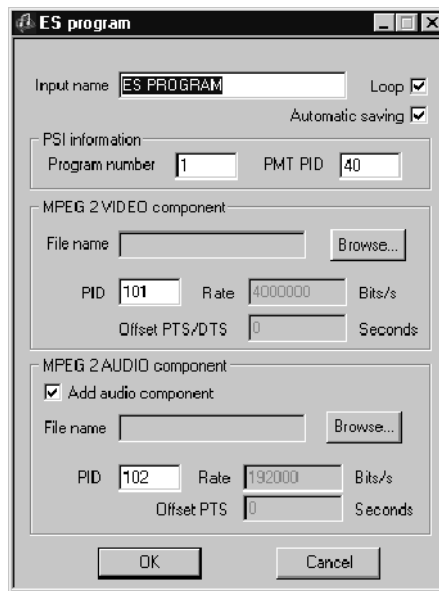 ES program
Input name ES PROGRAM Loop
Automatic saving
PSI information
Program number 1 PMT PID 40
MPEG 2 VIDEO component
File name Browse...
PID 101 Rate 4000000 Bits/s
Offset PTS/DTS 0 Seconds
MPEG 2 AUDIO component
Add audio component
File name Browse...
PID 102 Rate 192000 Bits/s
Offset PTS 0 Seconds
OK Cancel